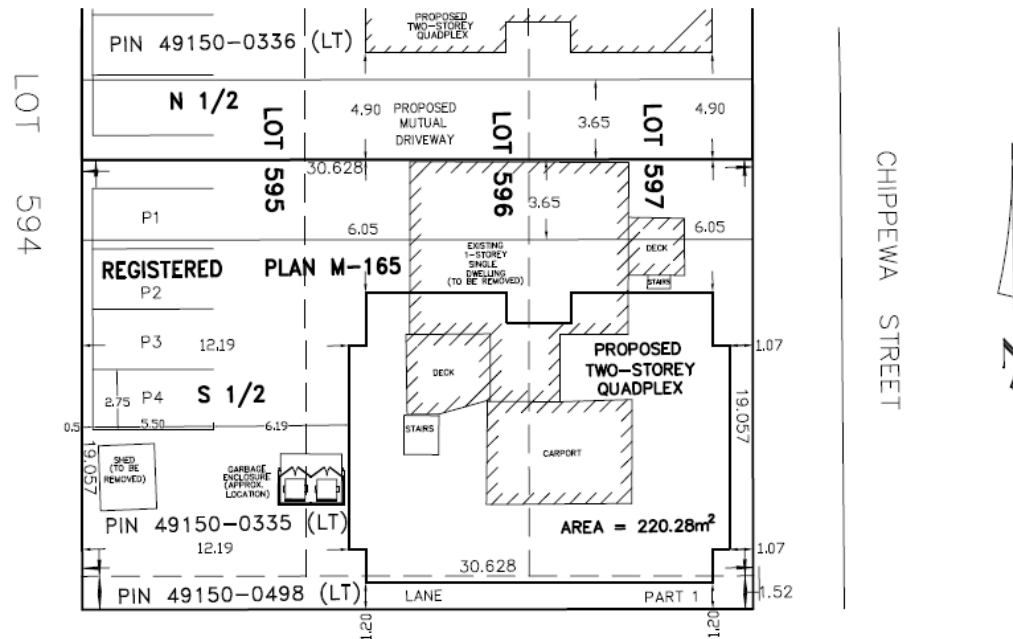 PROPOSED
TWO-STOREY
QUADPLEX
PIN 49150-0336 (LT)
N 1/2
4.90
PROPOSED
MUTUAL
DRIVEWAY
3.65
4.90
LOT 594
LOT 595
LOT 596
LOT 597
CHIPPEWA STREET
30.628
P1
3.65
6.05
6.05
EXISTING
1-STOREY
SINGLE
DWELLING
(TO BE REMOVED)
DECK
STAIRS
REGISTERED PLAN M-165
P2
P3
12.19
1.07
PROPOSED
TWO-STOREY
QUADPLEX
DECK
2.75
P4
S 1/2
5.50
0.5
6.19
STAIRS
CARPORT
19.057
19.057
SHED
(TO BE
REMOVED)
GARBAGE
ENCLOSURE
(APPROX.
LOCATION)
PIN 49150-0335 (LT)
AREA = 220.28m²
12.19
1.07
30.628
PIN 49150-0498 (LT)
LANE
PART 1
1.52
1.20
1.20